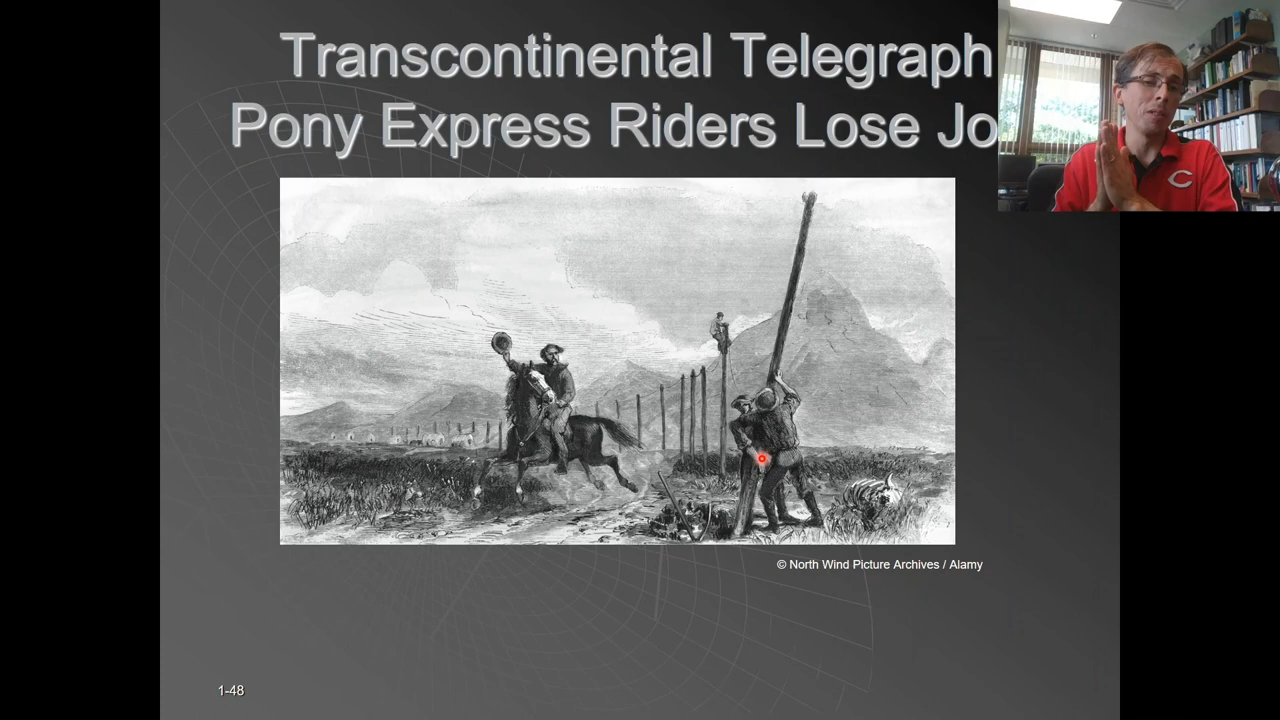 Transcontinental Telegraph
Pony Express Riders Lose Jo
C
© North Wind Picture Archives / Alamy
1-48